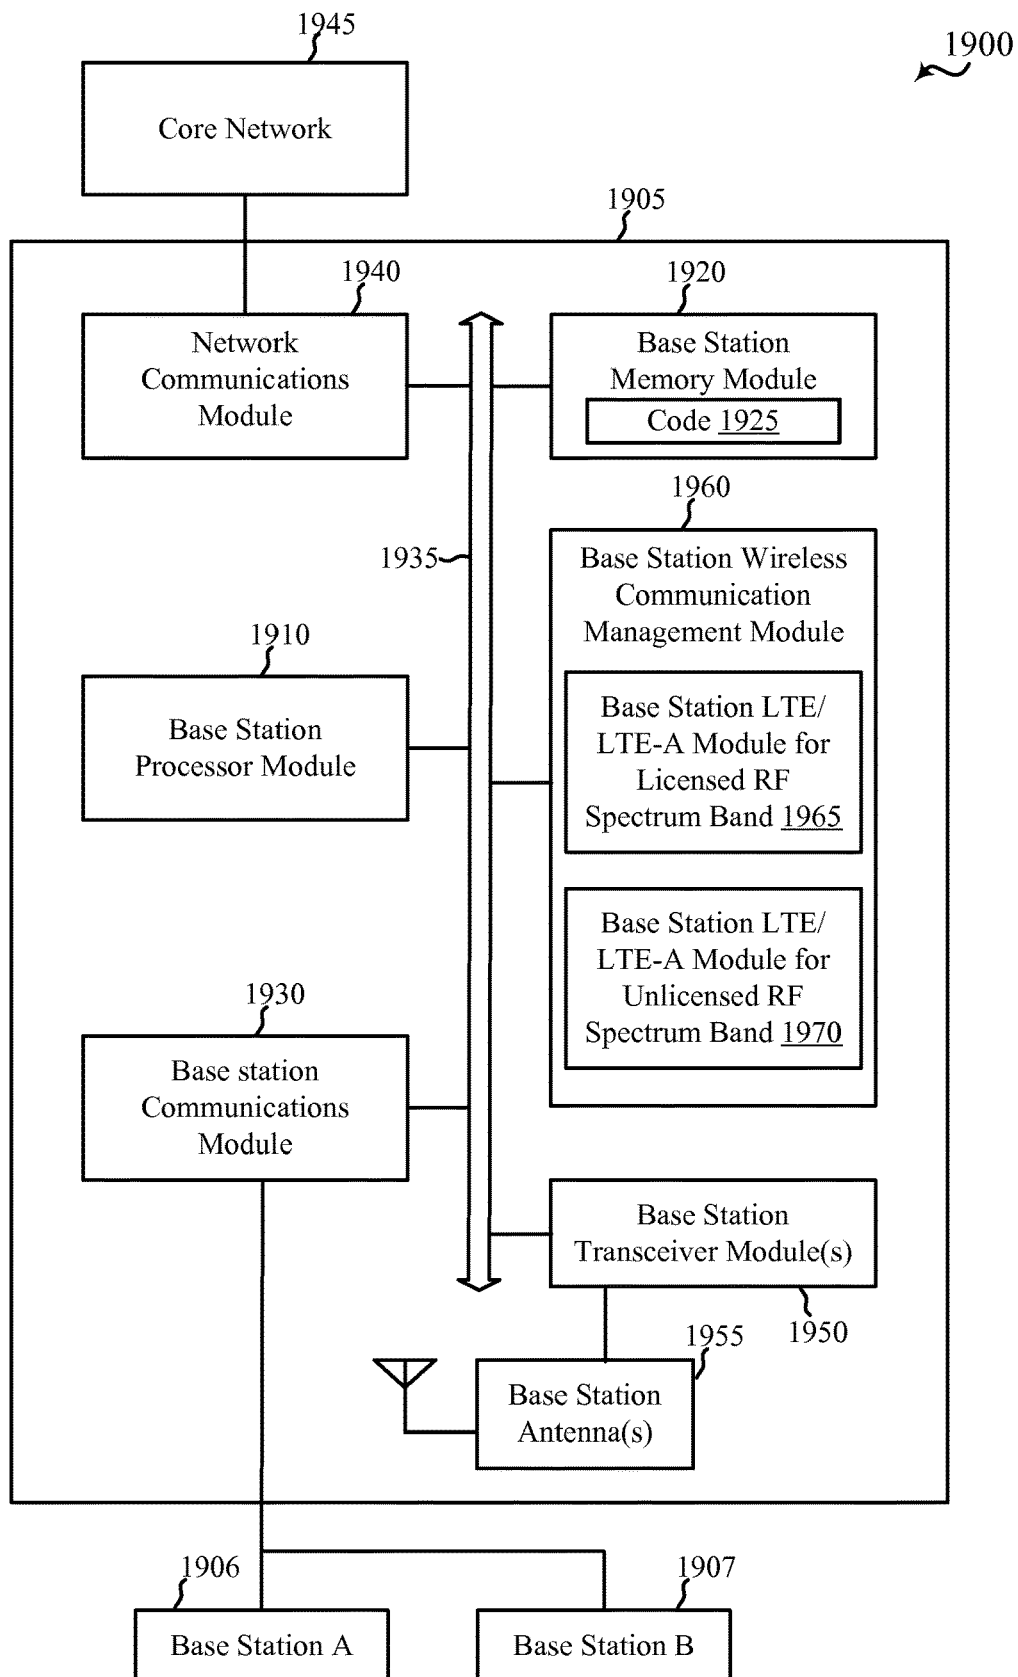 1945
1900
Core Network
1905
1940
1920
Network
Communications
Module
Base Station
Memory Module
Code 1925
1960
1935
Base Station Wireless
Communication
Management Module
1910
Base Station
Processor Module
Base Station LTE/
LTE-A Module for
Licensed RF
Spectrum Band 1965
Base Station LTE/
LTE-A Module for
Unlicensed RF
Spectrum Band 1970
1930
Base station
Communications
Module
Base Station
Transceiver Module(s)
1950
1955
Base Station
Antenna(s)
1906
1907
Base Station A
Base Station B